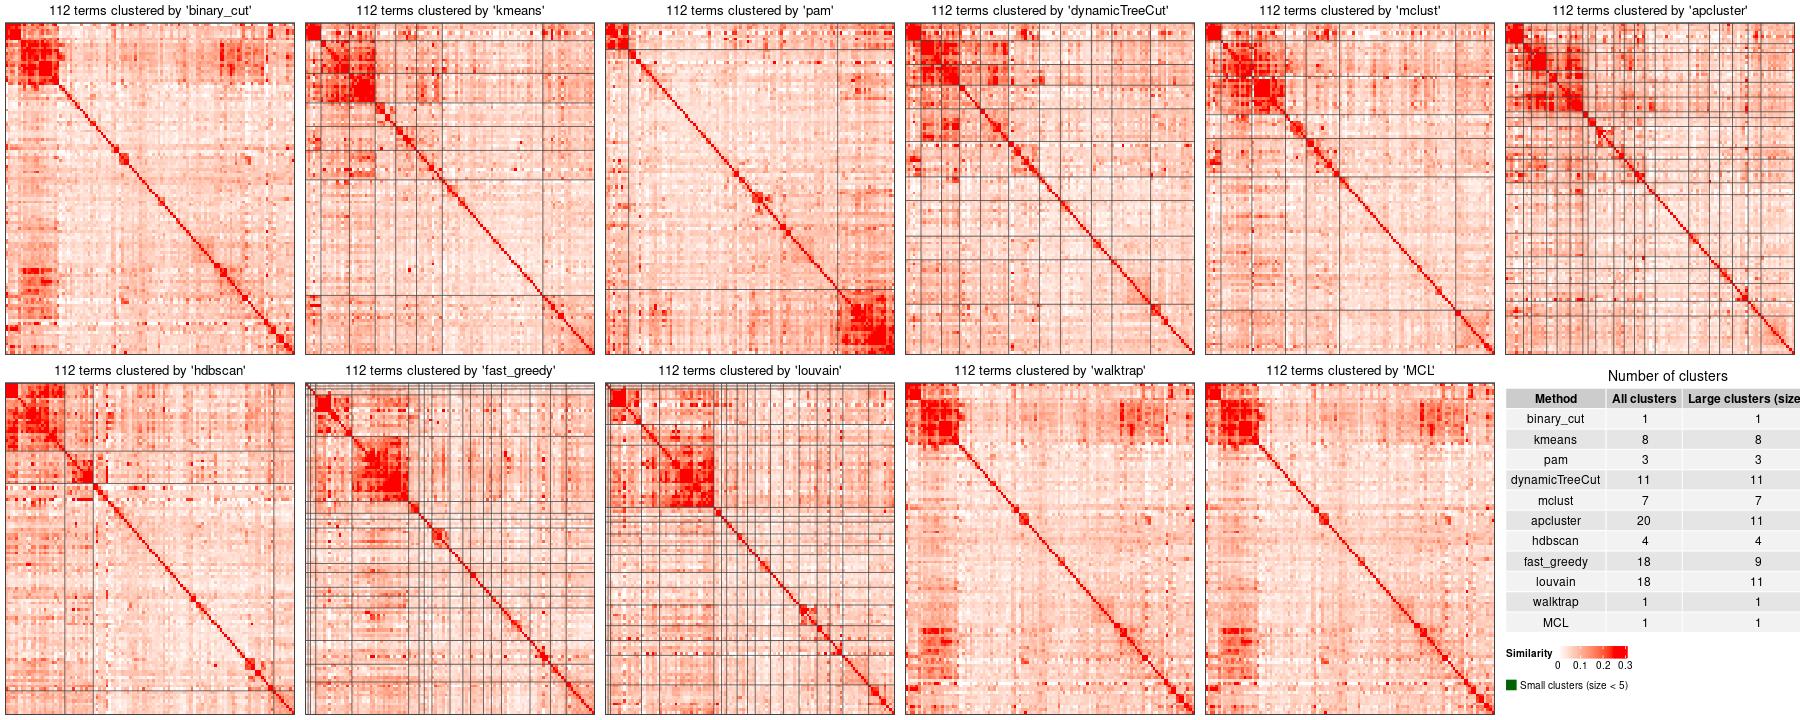 112 terms clustered by 'binary_cut'
112 terms clustered by 'kmeans'
112 terms clustered by 'pam'
112 terms clustered by 'dynamicTreeCut'
112 terms clustered by 'mclust'
112 terms clustered by 'apcluster'
112 terms clustered by 'hdbscan'
112 terms clustered by 'fast_greedy'
112 terms clustered by 'louvain'
112 terms clustered by 'walktrap'
112 terms clustered by 'MCL'
Number of clusters
Method All clusters Large clusters (size
binary_cut 1 1
kmeans 8 8
pam 3 3
dynamicTreeCut 11 11
mclust 7 7
apcluster 20 11
hdbscan 4 4
fast_greedy 18 9
louvain 18 11
walktrap 1 1
MCL 1 1
Similarity
0 0.1 0.2 0.3
Small clusters (size < 5)